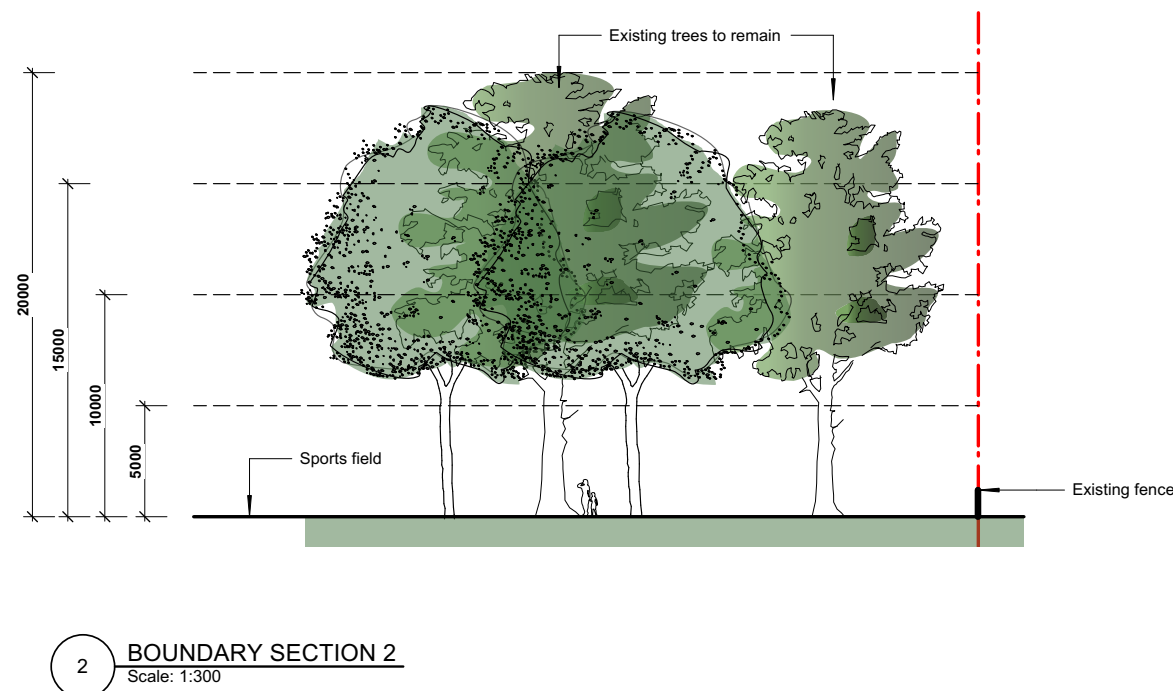 Existing trees to remain
20000
15000
10000
5000
Sports field
Existing fence
2
BOUNDARY SECTION 2
Scale: 1:300